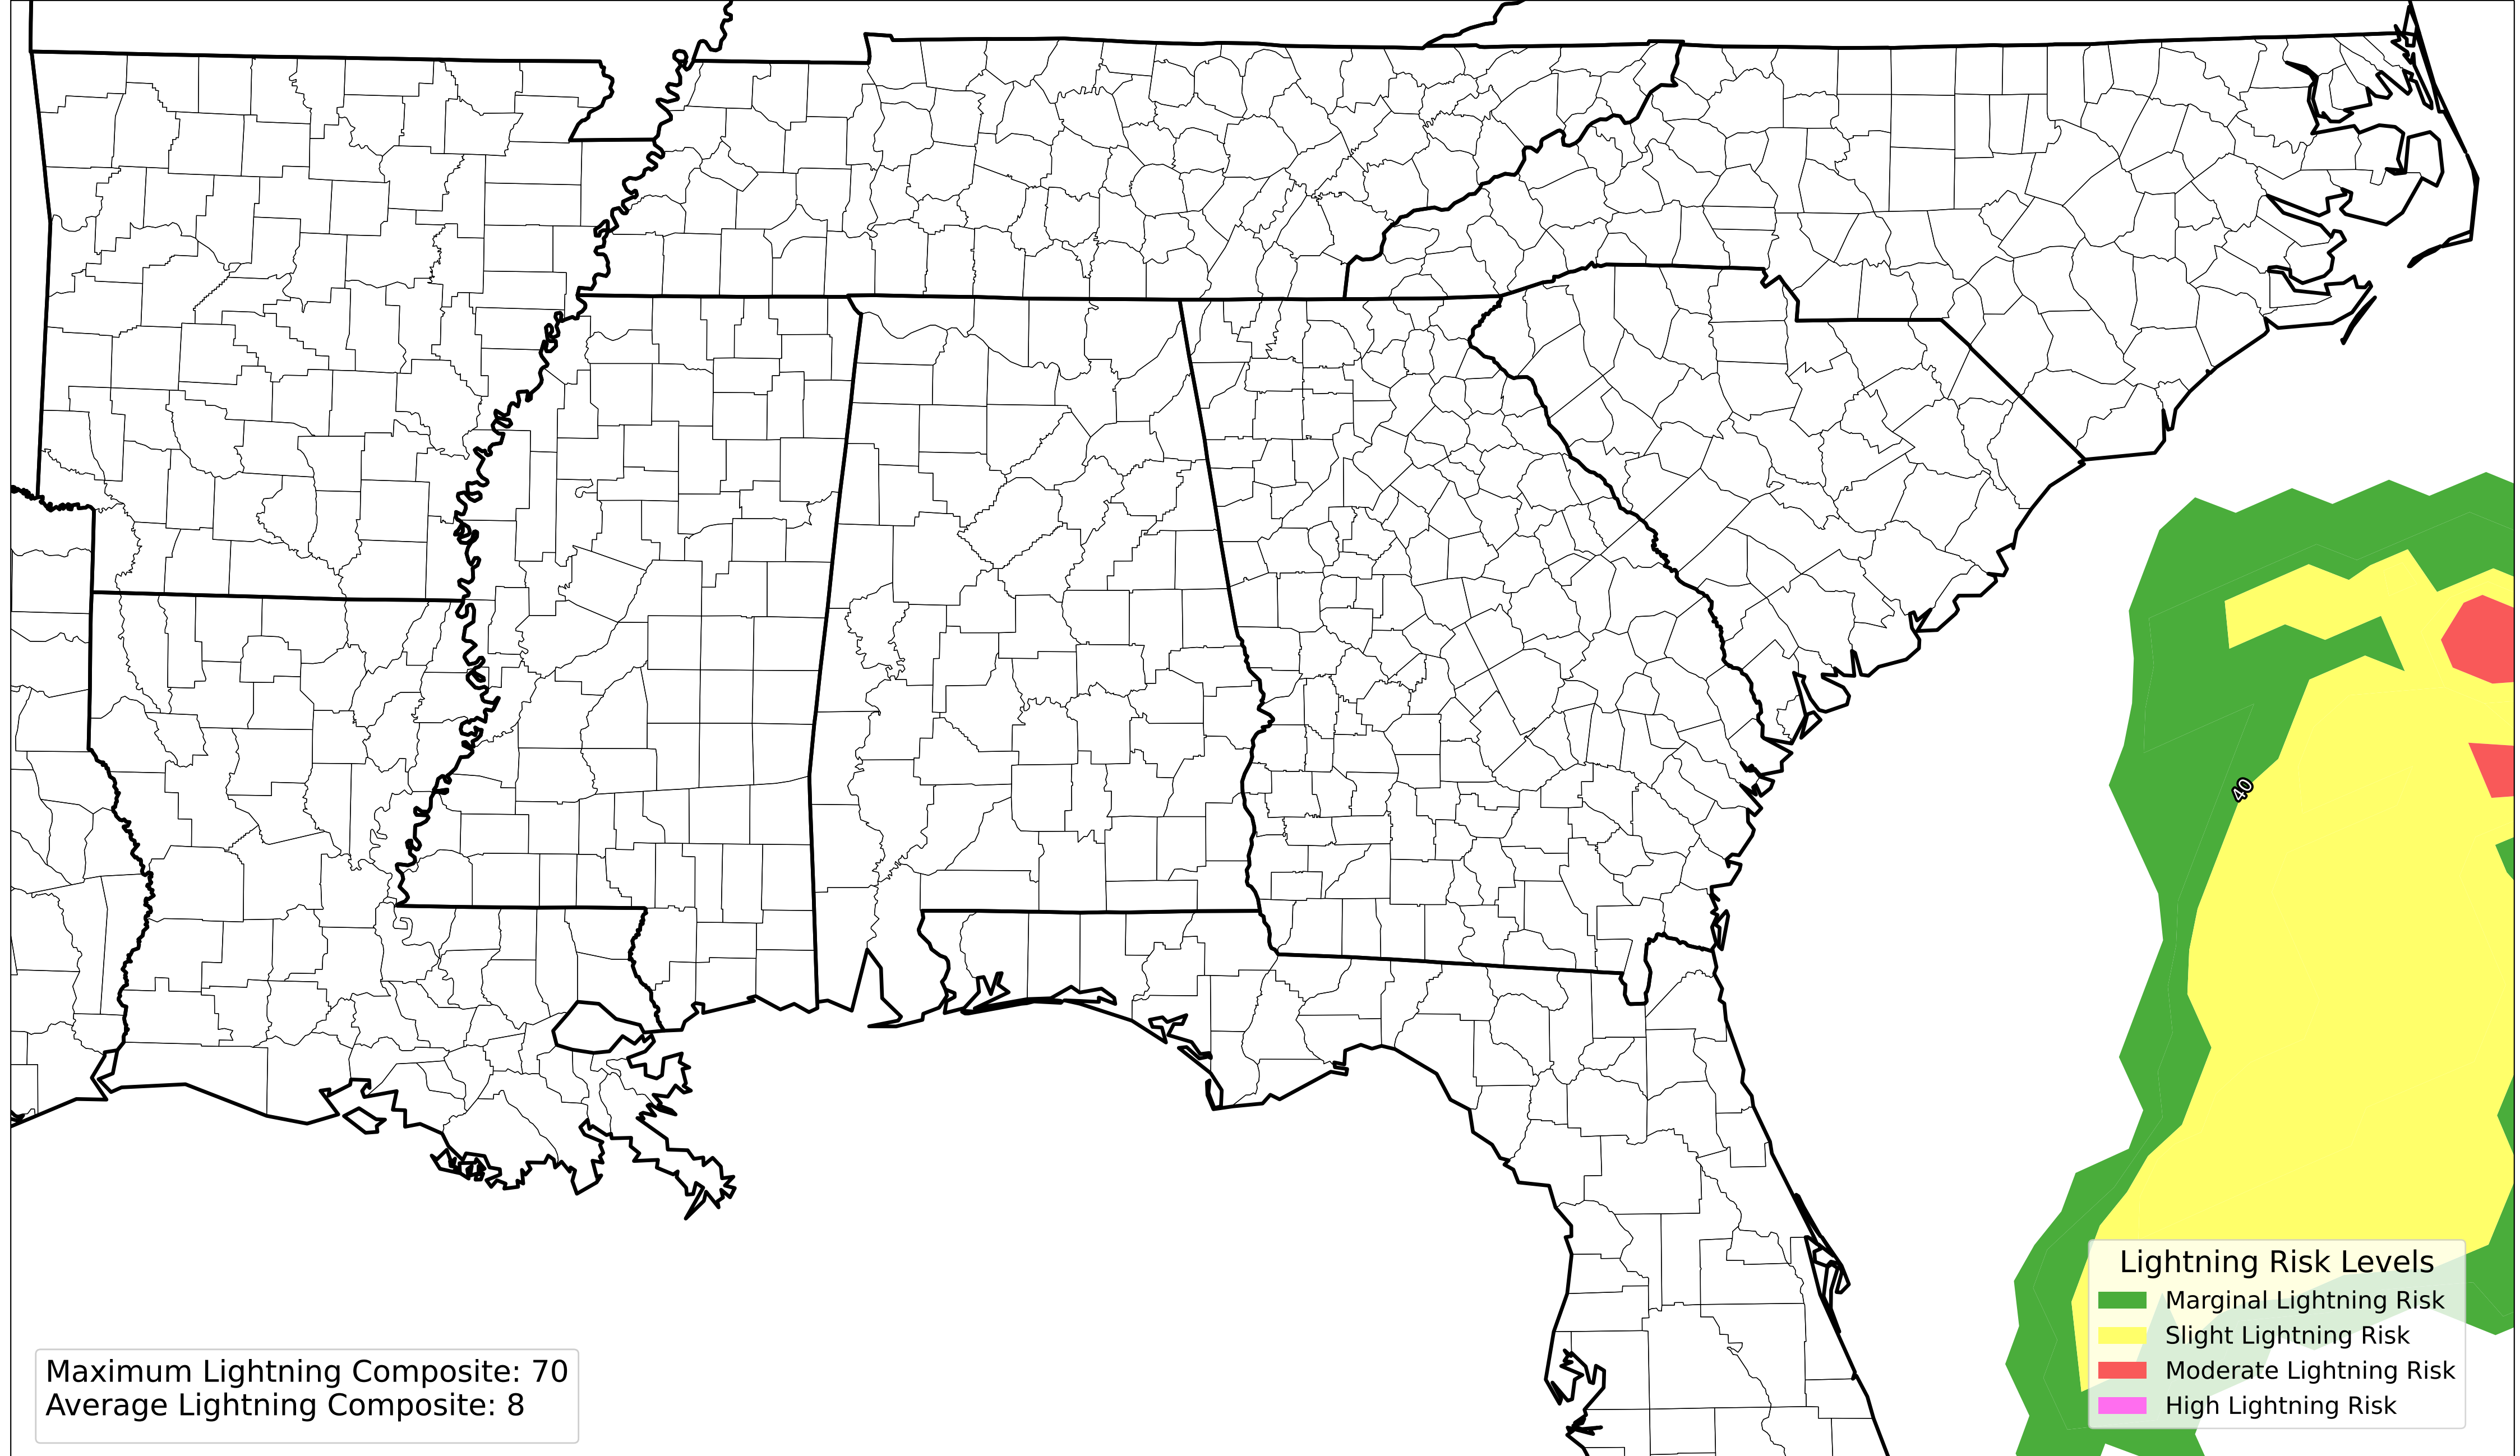 40
Lightning Risk Levels
Marginal Lightning Risk
Slight Lightning Risk
Moderate Lightning Risk
High Lightning Risk
Maximum Lightning Composite: 70
Average Lightning Composite: 8